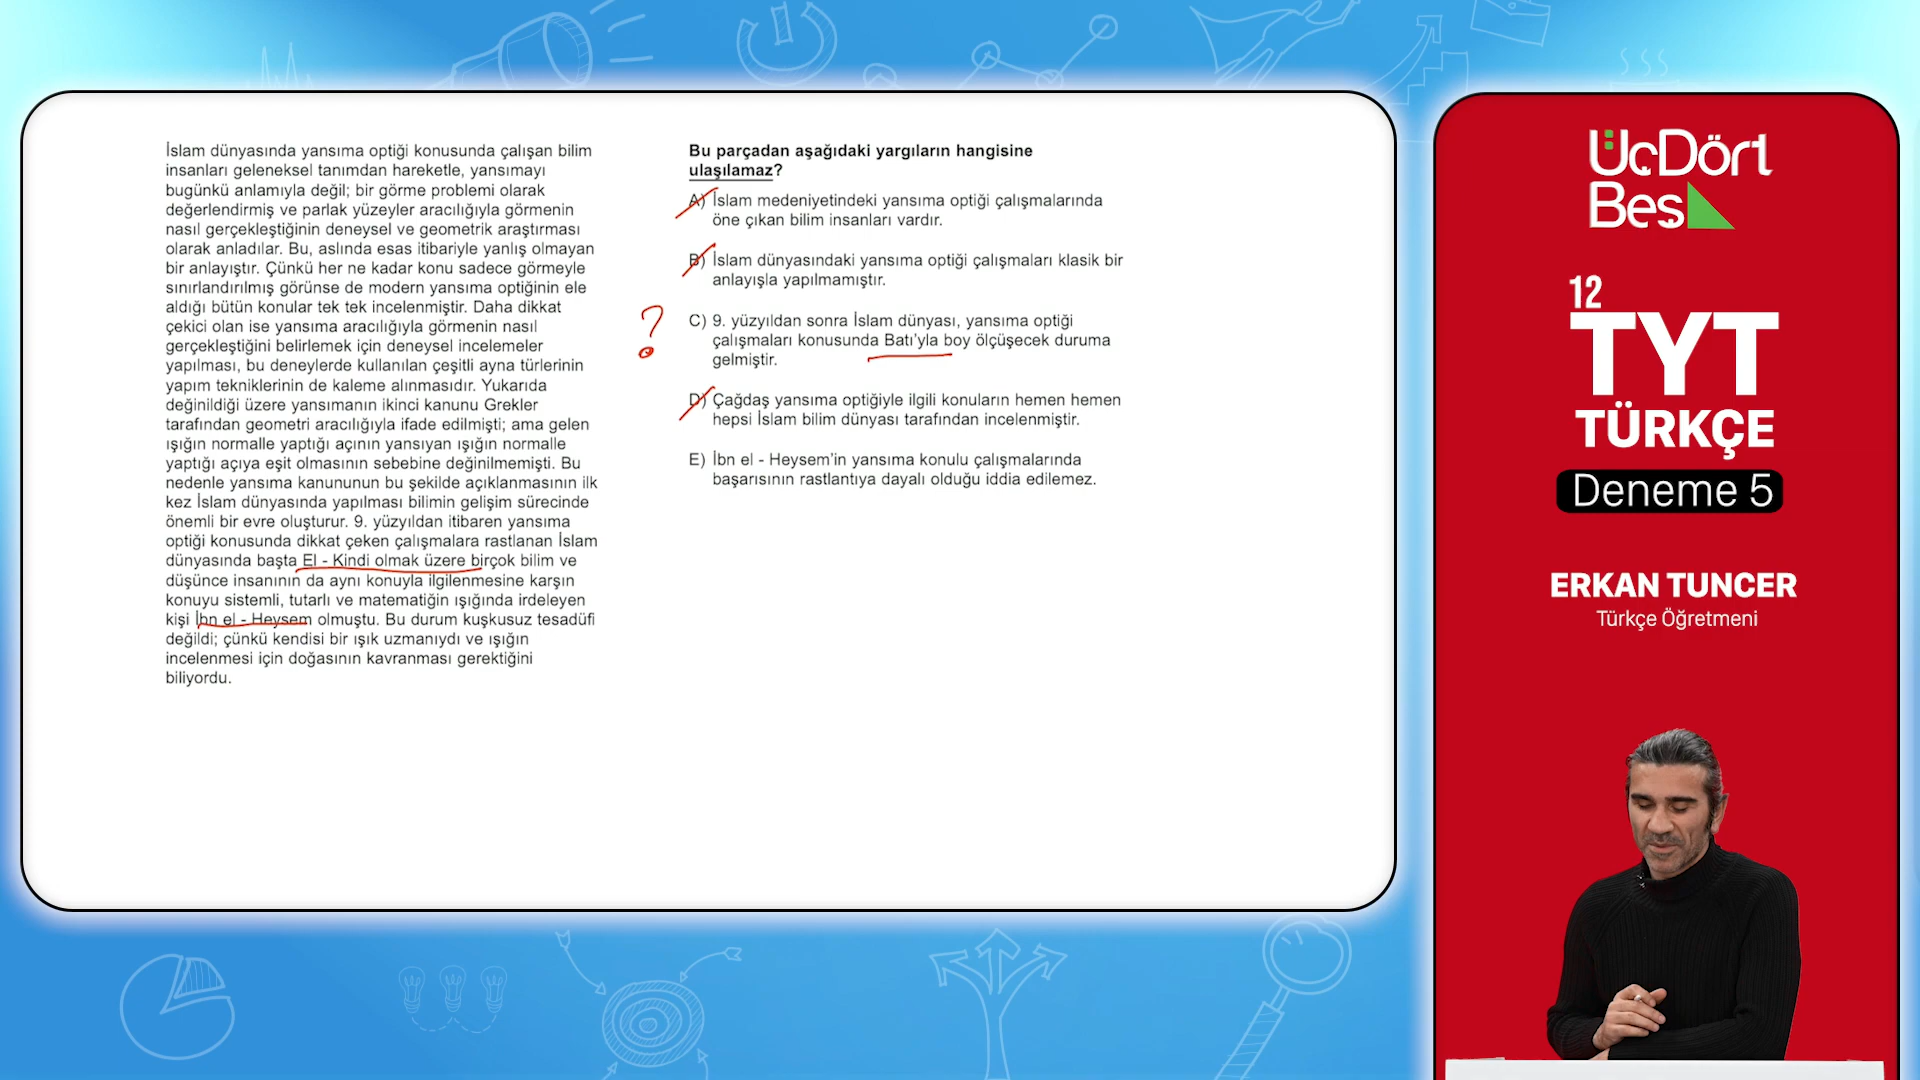 İslam dünyasında yansıma optiği konusunda çalışan bilim
insanları geleneksel tanımdan hareketle, yansımayı
bugünkü anlamıyla değil; bir görme problemi olarak
değerlendirmiş ve parlak yüzeyler aracılığıyla görmenin
nasıl gerçekleştiğinin deneysel ve geometrik araştırması
olarak anladılar. Bu, aslında esas itibariyle yanlış olmayan
bir anlayıştır. Çünkü her ne kadar konu sadece görmeyle
sınırlandırılmış görünse de modern yansıma optiğinin ele
aldığı bütün konular tek tek incelenmiştir. Daha dikkat
çekici olan ise yansıma aracılığıyla görmenin nasıl
gerçekleştiğini belirlemek için deneysel incelemeler
yapılması, bu deneylerde kullanılan çeşitli ayna türlerinin
yapım tekniklerinin de kaleme alınmasıdır. Yukarıda
değinildiği üzere yansımanın ikinci kanunu Grekler
tarafından geometri aracılığıyla ifade edilmişti; ama gelen
ışığın normalle yaptığı açının yansıyan ışığın normalle
yaptığı açıya eşit olmasının sebebine değinilmemişti. Bu
nedenle yansıma kanununun bu şekilde açıklanmasının ilk
kez İslam dünyasında yapılması bilimin gelişim sürecinde
önemli bir evre oluşturur. 9. yüzyıldan itibaren yansıma
optiği konusunda dikkat çeken çalışmalara rastlanan İslam
dünyasında başta El - Kindi olmak üzere birçok bilim ve
düşünce insanının da aynı konuyla ilgilenmesine karşın
konuyu sistemli, tutarlı ve matematiğin ışığında irdeleyen
kişi İbn el - Heysem olmuştu. Bu durum kuşkusuz tesadüfi
değildi; çünkü kendisi bir ışık uzmanıydı ve ışığın
incelenmesi için doğasının kavranması gerektiğini
biliyordu.
Bu parçadan aşağıdaki yargıların hangisine
ulaşılamaz?
A) İslam medeniyetindeki yansıma optiği çalışmalarında
öne çıkan bilim insanları vardır.
B) İslam dünyasındaki yansıma optiği çalışmaları klasik bir
anlayışla yapılmamıştır.
?
C) 9. yüzyıldan sonra İslam dünyası, yansıma optiği
çalışmaları konusunda Batı’yla boy ölçüşecek duruma
gelmiştir.
D) Çağdaş yansıma optiğiyle ilgili konuların hemen hemen
hepsi İslam bilim dünyası tarafından incelenmiştir.
E) İbn el - Heysem’in yansıma konulu çalışmalarında
başarısının rastlantıya dayalı olduğu iddia edilemez.
ÜçDört
Beş
12
TYT
TÜRKÇE
Deneme 5
ERKAN TUNCER
Türkçe Öğretmeni